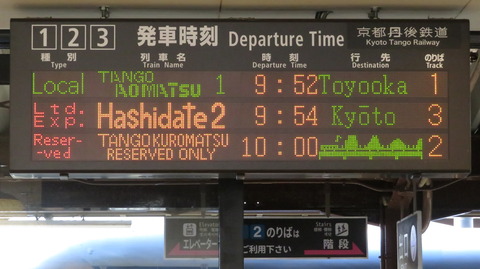 1 2 3 発車時刻 Departure Time 京都丹後鉄道
Kyoto Tango Railway
種別 列車名 時刻 行先 のりば
Type Train Name Departure Time Destination Track
Local TANGO AOMATSU 1 9:52 Toyooka 1
Ltd. Exp. Hashidate 2 9:54 Kyōto 3
Reser-ved TANGO KUROMATSU RESERVED ONLY 10:00 2
Elevator 2 のりばは Stairs
エレベーター ご利用下さい 階段